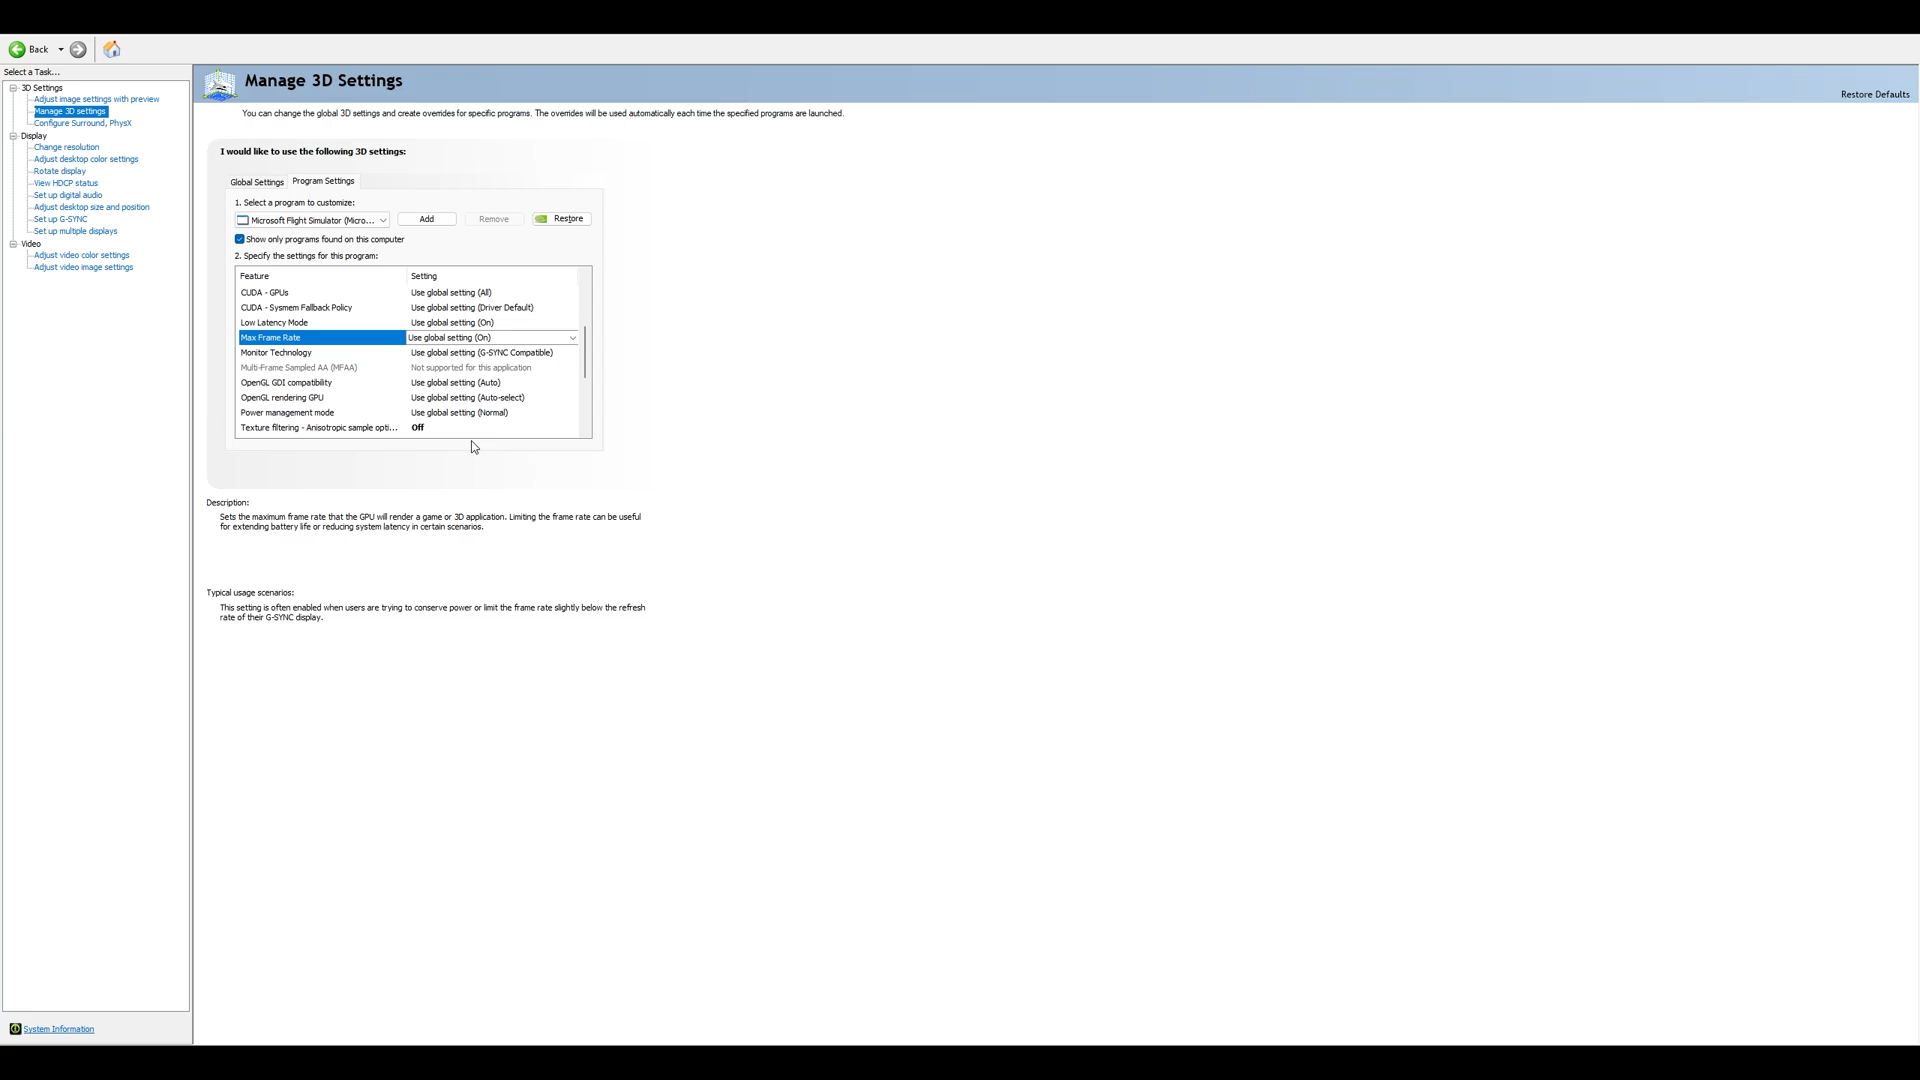 Back
Select a Task...
3D Settings
Adjust image settings with preview
Manage 3D settings
Configure Surround, PhysX
Display
Change resolution
Adjust desktop color settings
Rotate display
View HDCP status
Set up digital audio
Adjust desktop size and position
Set up G-SYNC
Set up multiple displays
Video
Adjust video color settings
Adjust video image settings
System Information
Manage 3D Settings
Restore Defaults
You can change the global 3D settings and create overrides for specific programs. The overrides will be used automatically each time the specified programs are launched.
I would like to use the following 3D settings:
Global Settings Program Settings
1. Select a program to customize:
Microsoft Flight Simulator (Micro... Add Remove Restore
Show only programs found on this computer
2. Specify the settings for this program:
Feature Setting
CUDA - GPUs Use global setting (All)
CUDA - Sysmem Fallback Policy Use global setting (Driver Default)
Low Latency Mode Use global setting (On)
Max Frame Rate Use global setting (On)
Monitor Technology Use global setting (G-SYNC Compatible)
Multi-Frame Sampled AA (MFAA) Not supported for this application
OpenGL GDI compatibility Use global setting (Auto)
OpenGL rendering GPU Use global setting (Auto-select)
Power management mode Use global setting (Normal)
Texture filtering - Anisotropic sample opti... Off
Description:
Sets the maximum frame rate that the GPU will render a game or 3D application. Limiting the frame rate can be useful
for extending battery life or reducing system latency in certain scenarios.
Typical usage scenarios:
This setting is often enabled when users are trying to conserve power or limit the frame rate slightly below the refresh
rate of their G-SYNC display.